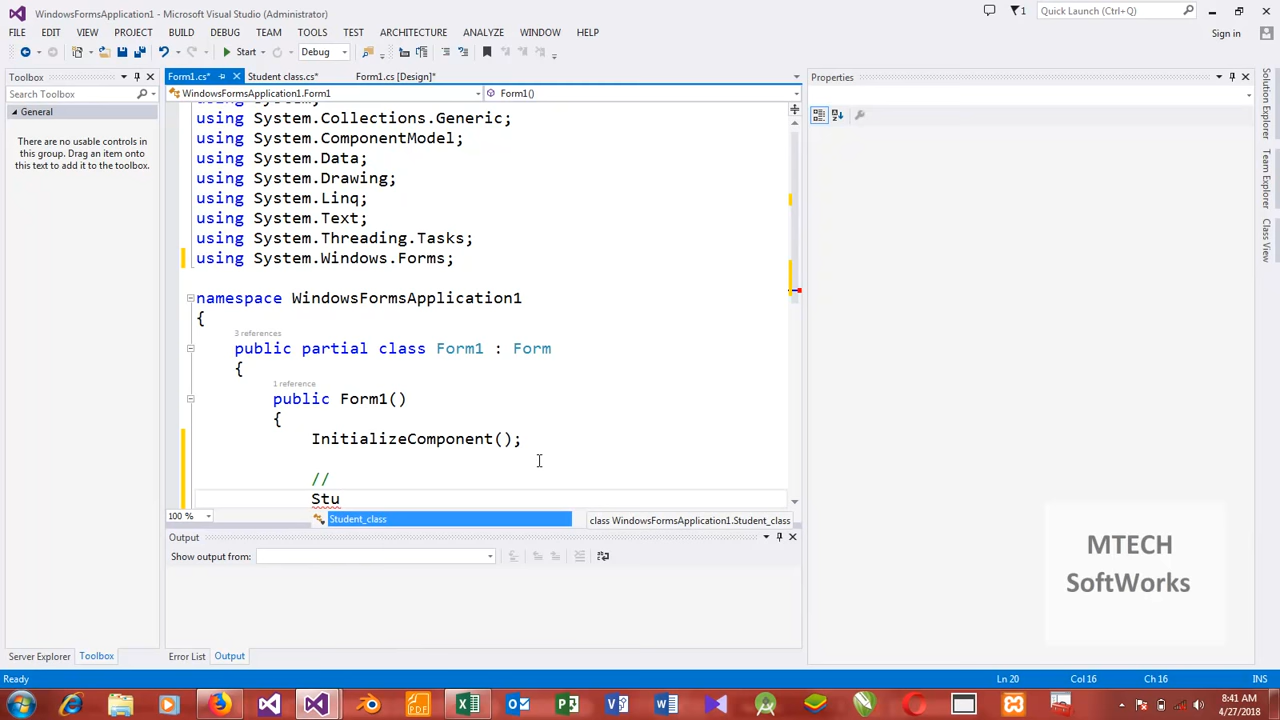 WindowsFormsApplication1 - Microsoft Visual Studio (Administrator)
1
Quick Launch (Ctrl+Q)
FILE EDIT VIEW PROJECT BUILD DEBUG TEAM TOOLS TEST ARCHITECTURE ANALYZE WINDOW HELP
Sign in
Start
Debug
Toolbox
Search Toolbox
General
There are no usable controls in
this group. Drag an item onto
this text to add it to the toolbox.
Form1.cs* Student class.cs* Form1.cs [Design]*
WindowsFormsApplication1.Form1 Form1()
using System.Collections.Generic;
using System.ComponentModel;
using System.Data;
using System.Drawing;
using System.Linq;
using System.Text;
using System.Threading.Tasks;
using System.Windows.Forms;
namespace WindowsFormsApplication1
{
3 references
public partial class Form1 : Form
{
1 reference
public Form1()
{
InitializeComponent();
//
Stu
Student_class
class WindowsFormsApplication1.Student_class
100 %
Output
Show output from:
Properties
Solution Explorer
Team Explorer
Class View
MTECH
SoftWorks
Server Explorer Toolbox
Error List Output
Ready
Ln 20 Col 16 Ch 16 INS
8:41 AM
4/27/2018